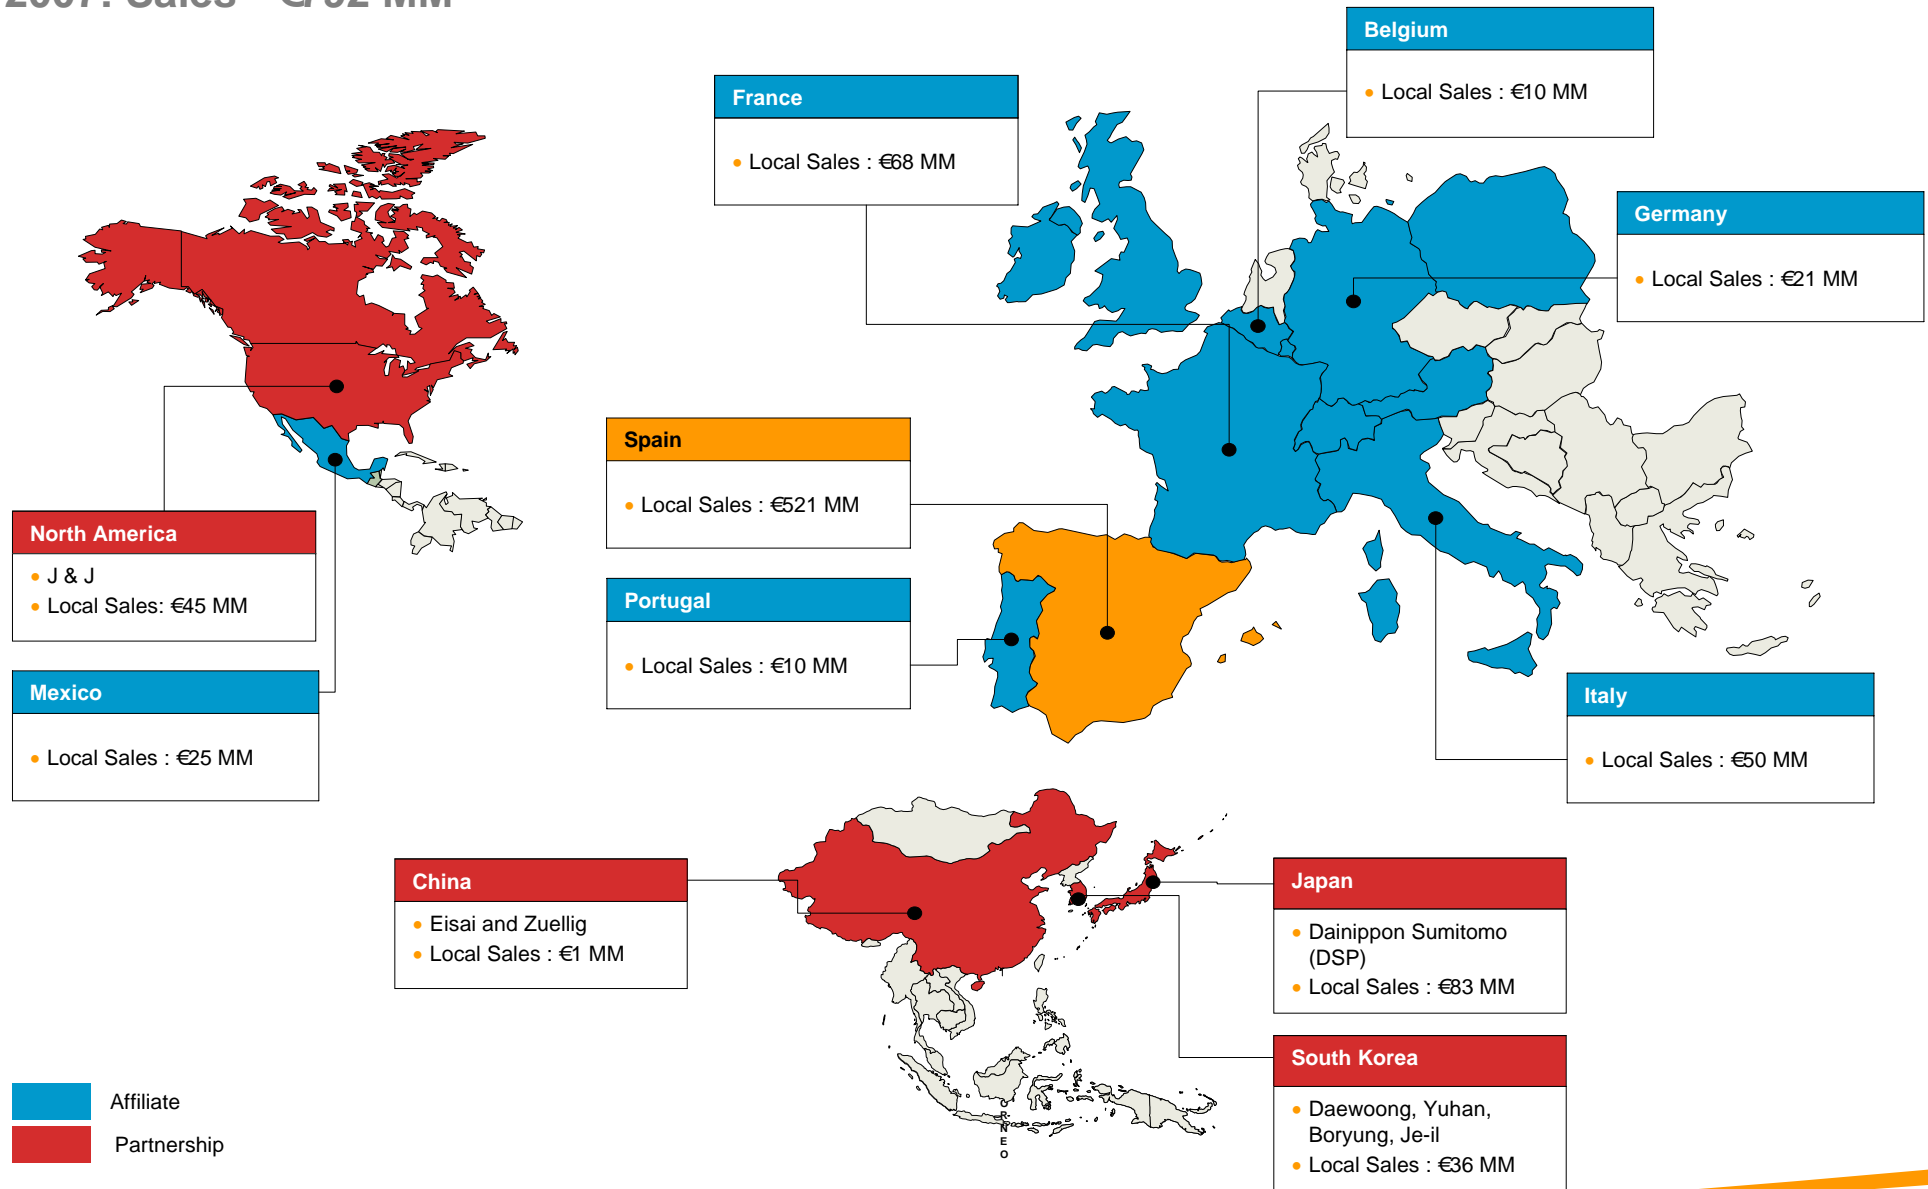 Belgium
• Local Sales : €10 MM
France
• Local Sales : €68 MM
Germany
• Local Sales : €21 MM
Spain
• Local Sales : €521 MM
North America
• J & J
• Local Sales: €45 MM
Portugal
• Local Sales : €10 MM
Mexico
• Local Sales : €25 MM
Italy
• Local Sales : €50 MM
China
• Eisai and Zuellig
• Local Sales : €1 MM
Japan
• Dainippon Sumitomo
(DSP)
• Local Sales : €83 MM
South Korea
• Daewoong, Yuhan,
Boryung, Je-il
• Local Sales : €36 MM
Affiliate
Partnership